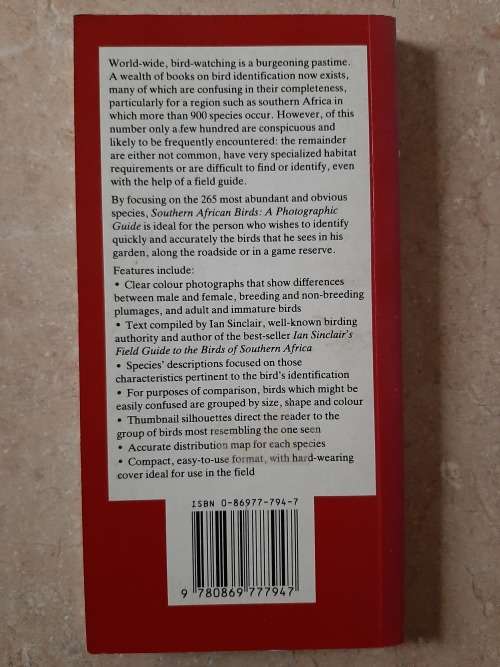 World-wide, bird-watching is a burgeoning pastime.
A wealth of books on bird identification now exists,
many of which are confusing in their completeness,
particularly for a region such as southern Africa in
which more than 900 species occur. However, of this
number only a few hundred are conspicuous and
likely to be frequently encountered: the remainder
are either not common, have very specialized habitat
requirements or are difficult to find or identify, even
with the help of a field guide.
By focusing on the 265 most abundant and obvious
species, Southern African Birds: A Photographic
Guide is ideal for the person who wishes to identify
quickly and accurately the birds that he sees in his
garden, along the roadside or in a game reserve.
Features include:
• Clear colour photographs that show differences
between male and female, breeding and non-breeding
plumages, and adult and immature birds
• Text compiled by Ian Sinclair, well-known birding
authority and author of the best-seller Ian Sinclair's
Field Guide to the Birds of Southern Africa
• Species' descriptions focused on those
characteristics pertinent to the bird's identification
• For purposes of comparison, birds which might be
easily confused are grouped by size, shape and colour
• Thumbnail silhouettes direct the reader to the
group of birds most resembling the one seen
• Accurate distribution map for each species
• Compact, easy-to-use format, with hard-wearing
cover ideal for use in the field
ISBN 0-86977-794-7
9 780869 777947